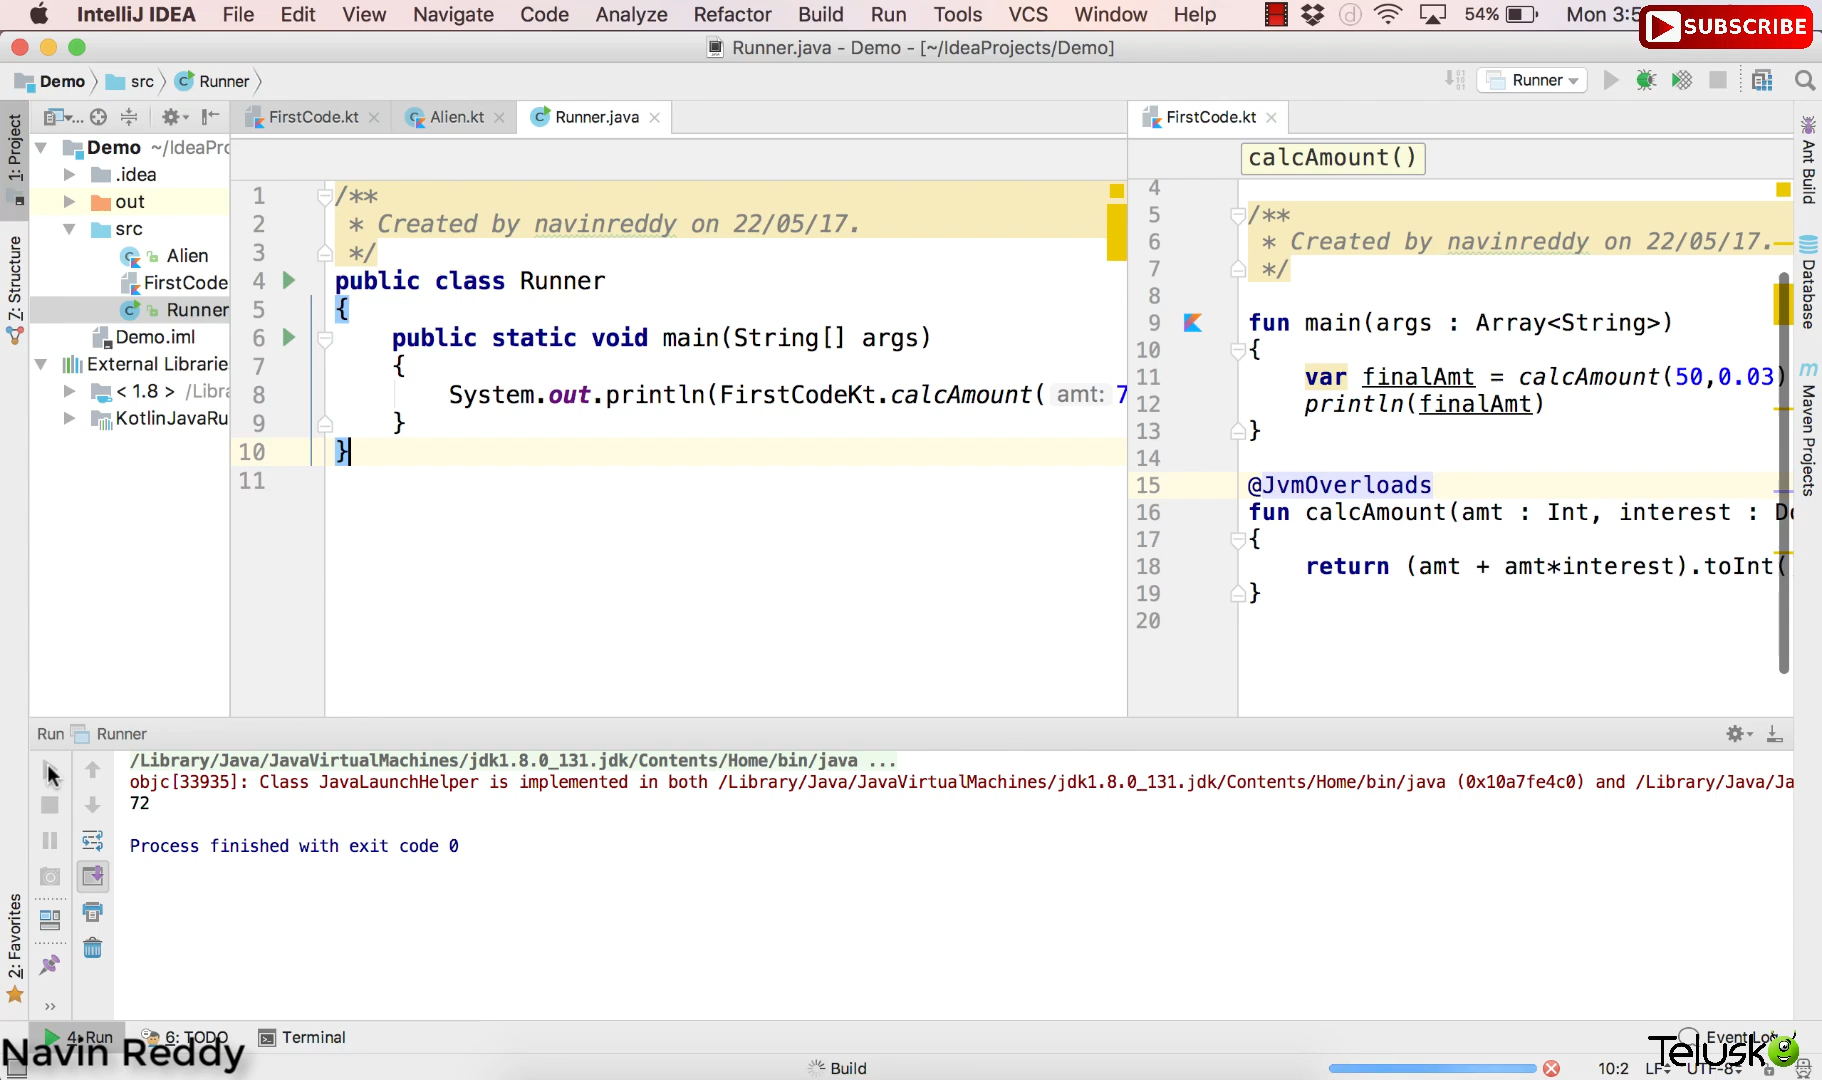 IntelliJ IDEA File Edit View Navigate Code Analyze Refactor Build Run Tools VCS Window Help 54% Mon 3:5
SUBSCRIBE
Runner.java - Demo - [~/IdeaProjects/Demo]
Demo src Runner
Runner
1: Project
Z: Structure
2: Favorites
FirstCode.kt Alien.kt Runner.java
FirstCode.kt
Demo ~/IdeaPro
.idea
out
src
Alien
FirstCode
Runner
Demo.iml
External Librarie
< 1.8 > /Libra
KotlinJavaRu
1 /**
2 * Created by navinreddy on 22/05/17.
3 */
4 public class Runner
5 {
6 public static void main(String[] args)
7 {
8 System.out.println(FirstCodeKt.calcAmount( amt: 7
9 }
10 }
11
calcAmount()
4
5 /**
6 * Created by navinreddy on 22/05/17.
7 */
8
9 fun main(args : Array<String>)
10 {
11 var finalAmt = calcAmount(50,0.03)
12 println(finalAmt)
13 }
14
15 @JvmOverloads
16 fun calcAmount(amt : Int, interest : Do
17 {
18 return (amt + amt*interest).toInt(
19 }
20
Ant Build
Database
m Maven Projects
Run Runner
/Library/Java/JavaVirtualMachines/jdk1.8.0_131.jdk/Contents/Home/bin/java ...
objc[33935]: Class JavaLaunchHelper is implemented in both /Library/Java/JavaVirtualMachines/jdk1.8.0_131.jdk/Contents/Home/bin/java (0x10a7fe4c0) and /Library/Java/Ja
72
Process finished with exit code 0
4: Run 6: TODO Terminal
Event Log
Navin Reddy
Telusko
Build
10:2 LF UTF-8